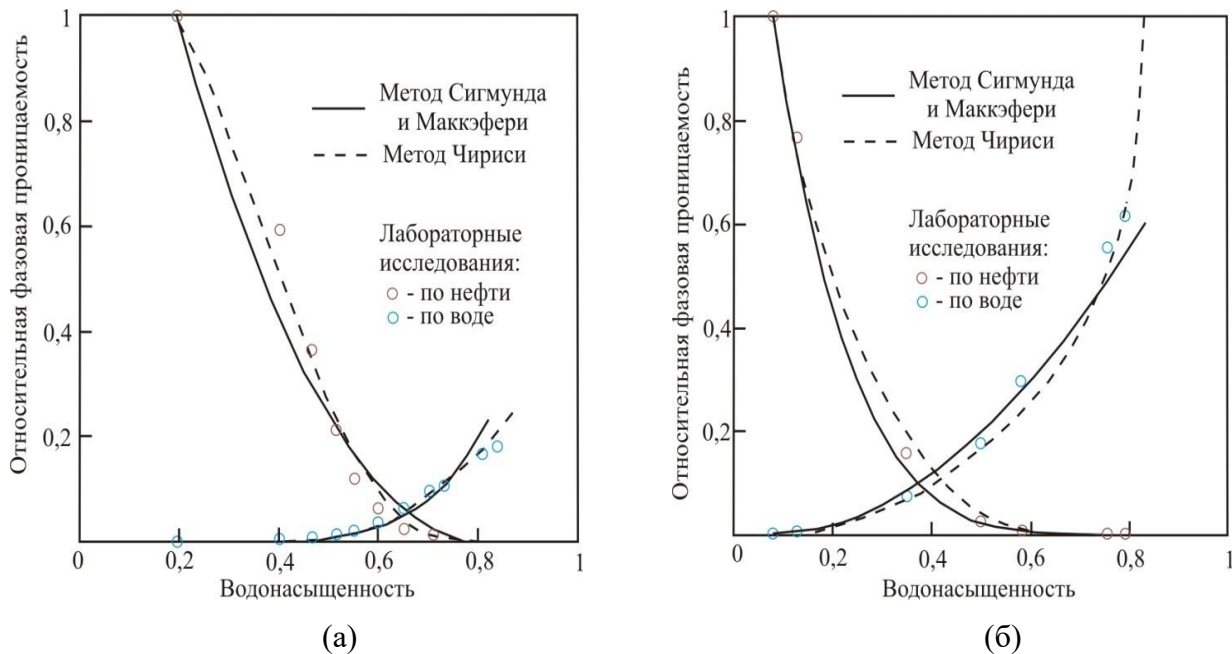 Относительная фазовая проницаемость
1
0,8
0,6
0,4
0,2
0
0,2
0,4
0,6
0,8
1
Водонасыщенность
Метод Сигмунда
и Маккэфери
Метод Чириси
Лабораторные
исследования:
- по нефти
- по воде
(а)
Относительная фазовая проницаемость
1
0,8
0,6
0,4
0,2
0
0,2
0,4
0,6
0,8
1
Водонасыщенность
Метод Сигмунда
и Маккэфери
Метод Чириси
Лабораторные
исследования:
- по нефти
- по воде
(б)